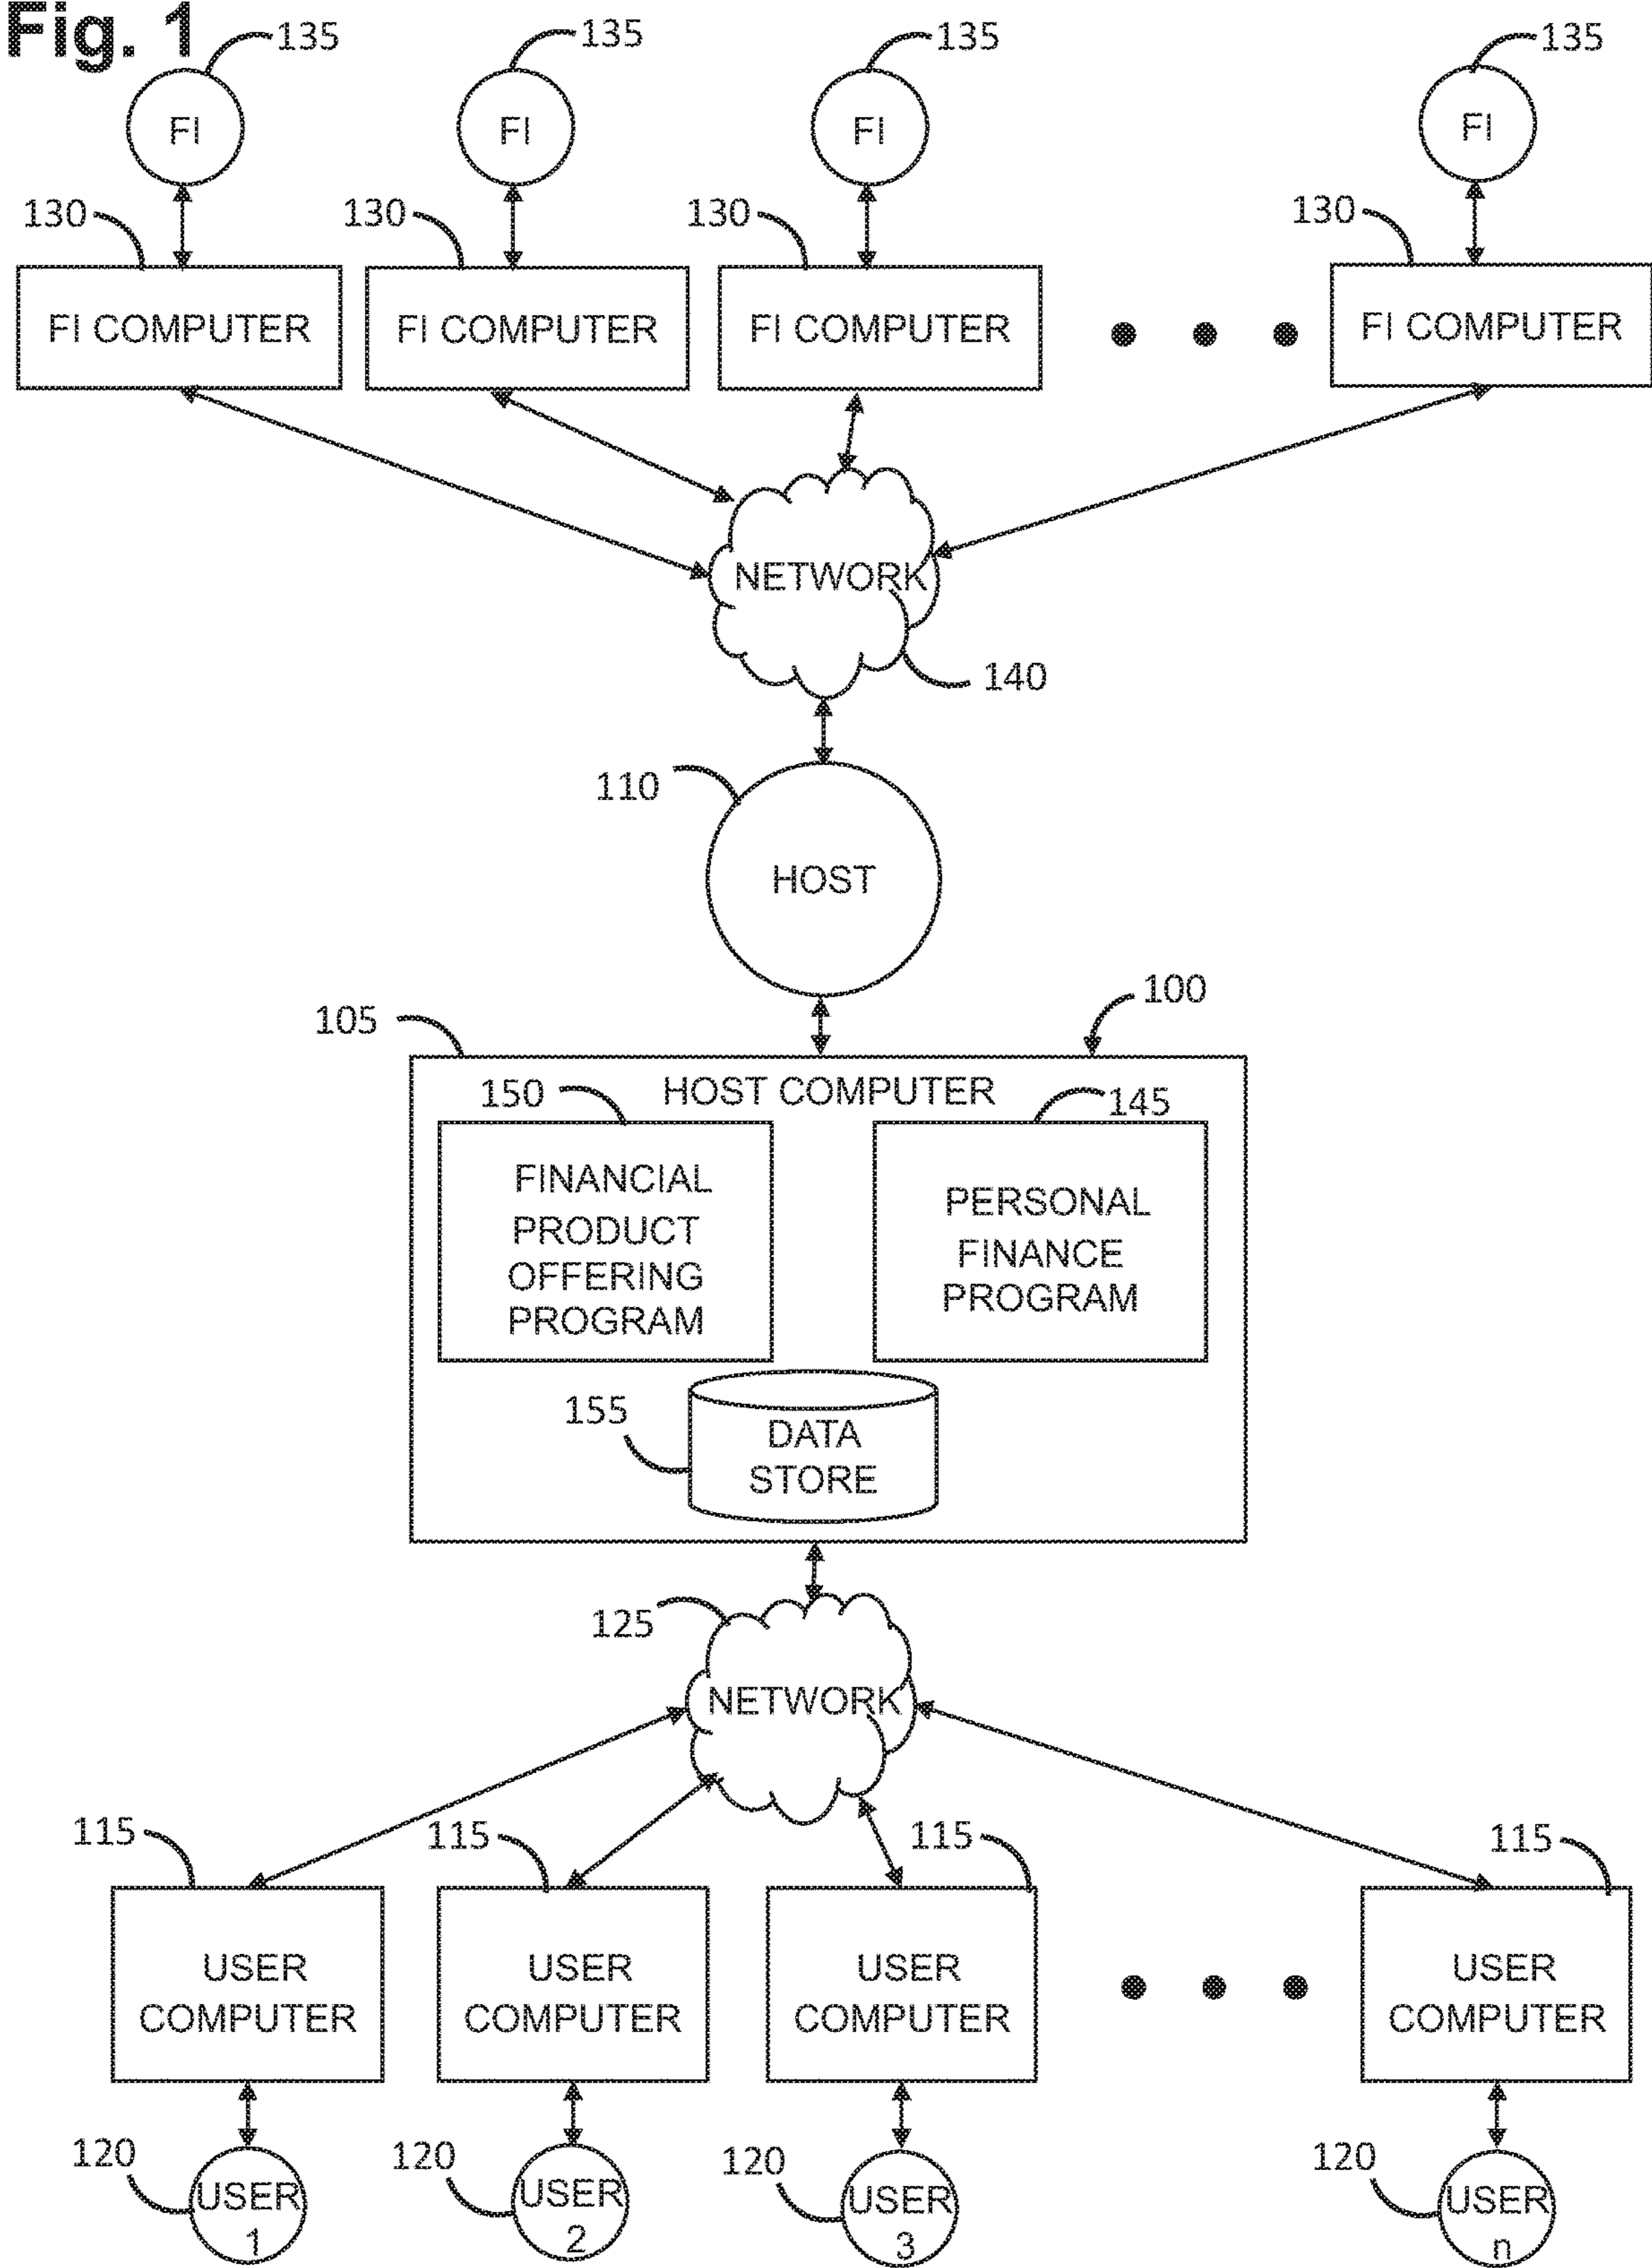 Fig. 1
135 135 135 135
FI FI FI FI
130 130 130 130
FI COMPUTER FI COMPUTER FI COMPUTER FI COMPUTER
NETWORK
140
110
HOST
100
105
HOST COMPUTER
150 145
FINANCIAL
PRODUCT
OFFERING
PROGRAM
PERSONAL
FINANCE
PROGRAM
155
DATA
STORE
125
NETWORK
115 115 115 115
USER
COMPUTER
USER
COMPUTER
USER
COMPUTER
USER
COMPUTER
120 120 120 120
USER
1
USER
2
USER
3
USER
n